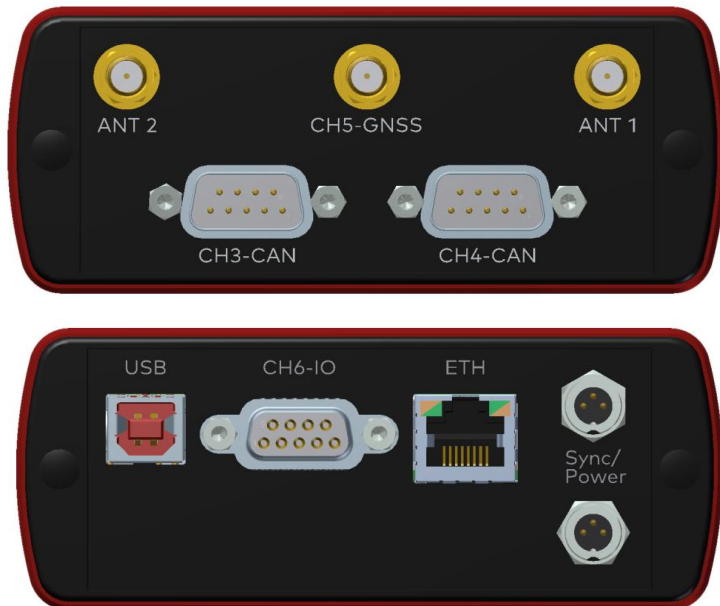 ANT 2
CH5-GNSS
ANT 1
CH3-CAN
CH4-CAN
USB
CH6-IO
ETH
Sync/
Power